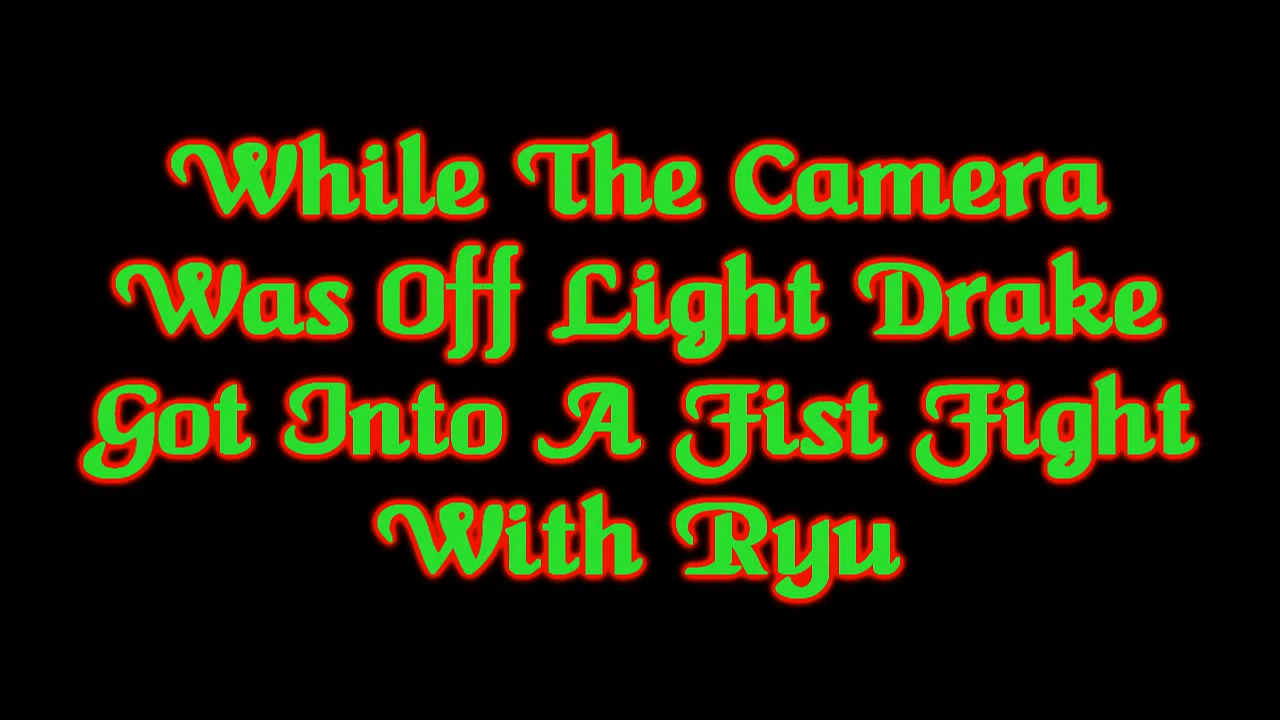 While The Camera
Was Off Light Drake
Got Into A Fist Fight
With Ryu